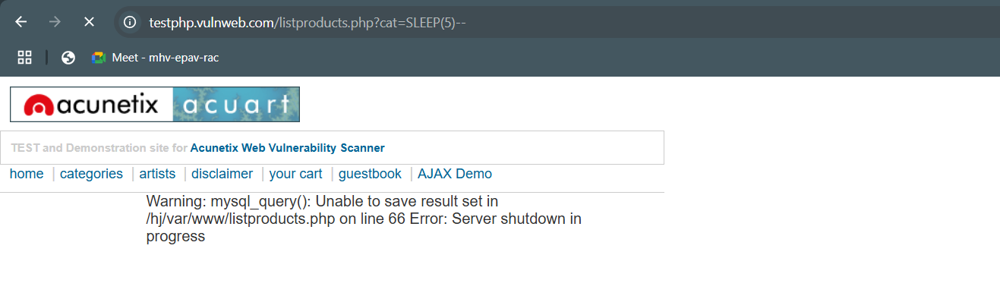 testphp.vulnweb.com/listproducts.php?cat=SLEEP(5)--
Meet - mhv-epav-rac
acunetix acuart
TEST and Demonstration site for Acunetix Web Vulnerability Scanner
home | categories | artists | disclaimer | your cart | guestbook | AJAX Demo
Warning: mysql_query(): Unable to save result set in
/hj/var/www/listproducts.php on line 66 Error: Server shutdown in
progress